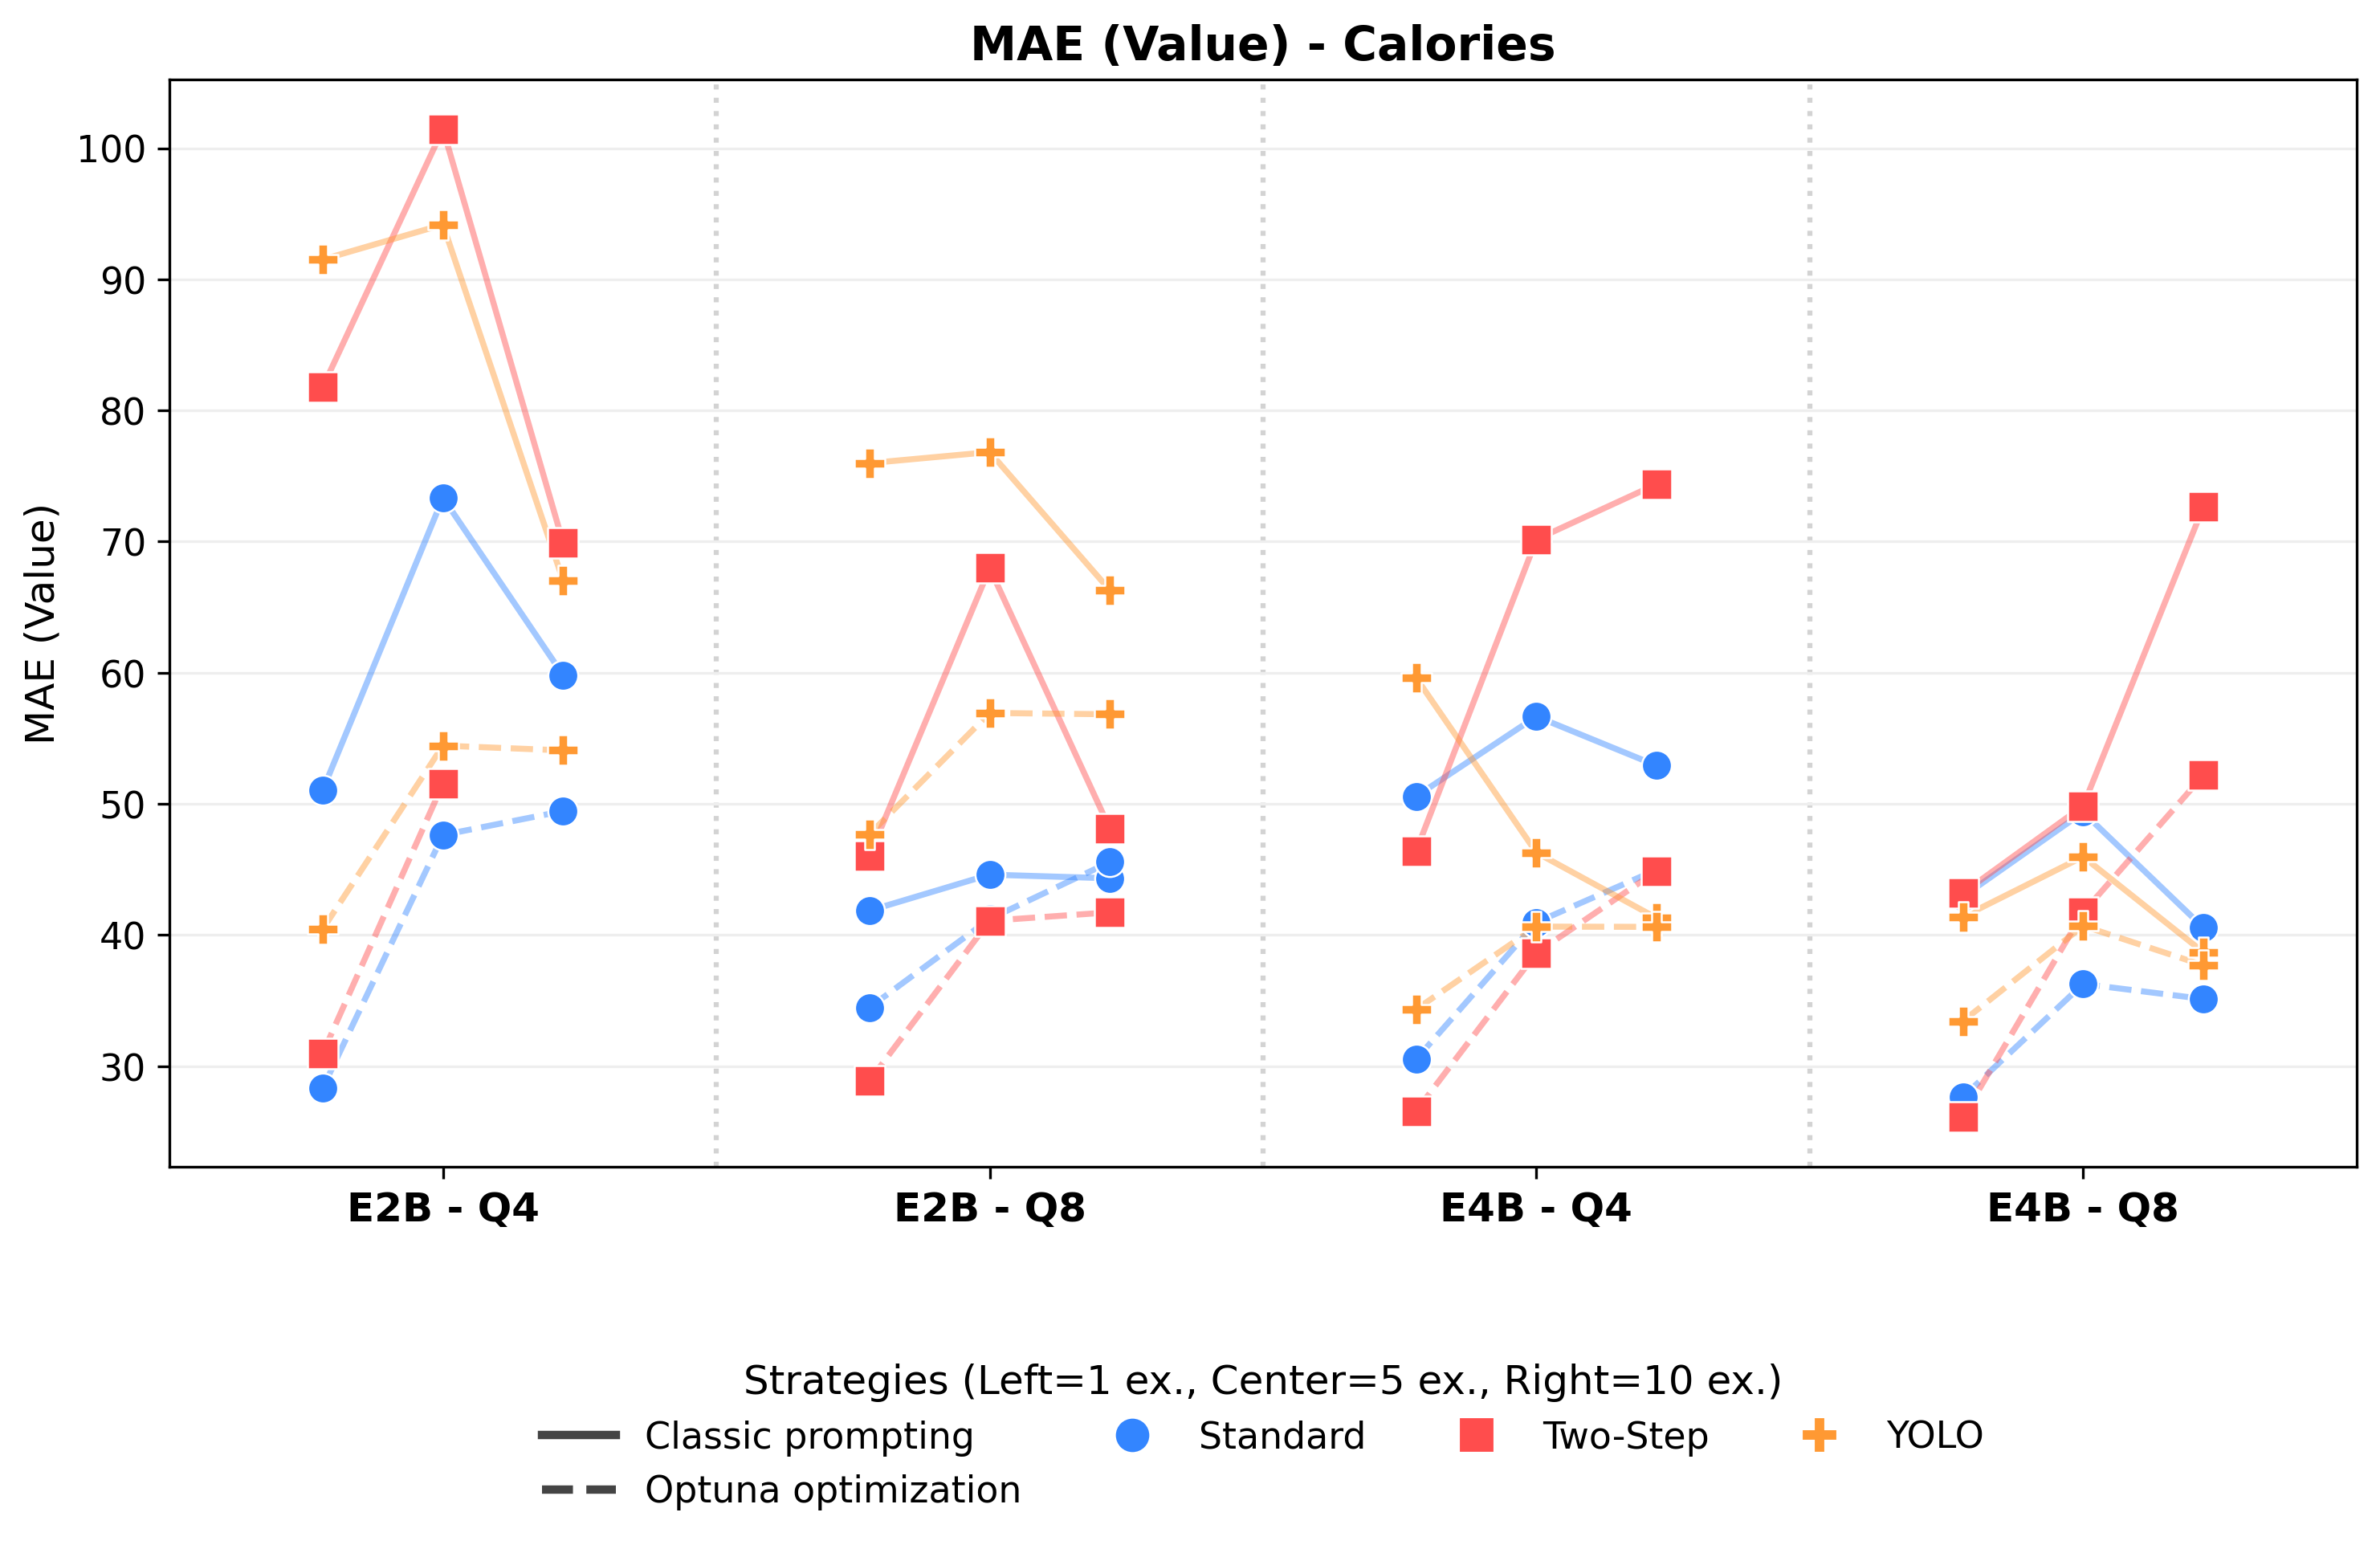 MAE (Value) - Calories
MAE (Value)
100
90
80
70
60
50
40
30
E2B - Q4
E2B - Q8
E4B - Q4
E4B - Q8
Strategies (Left=1 ex., Center=5 ex., Right=10 ex.)
Classic prompting
Optuna optimization
Standard
Two-Step
YOLO